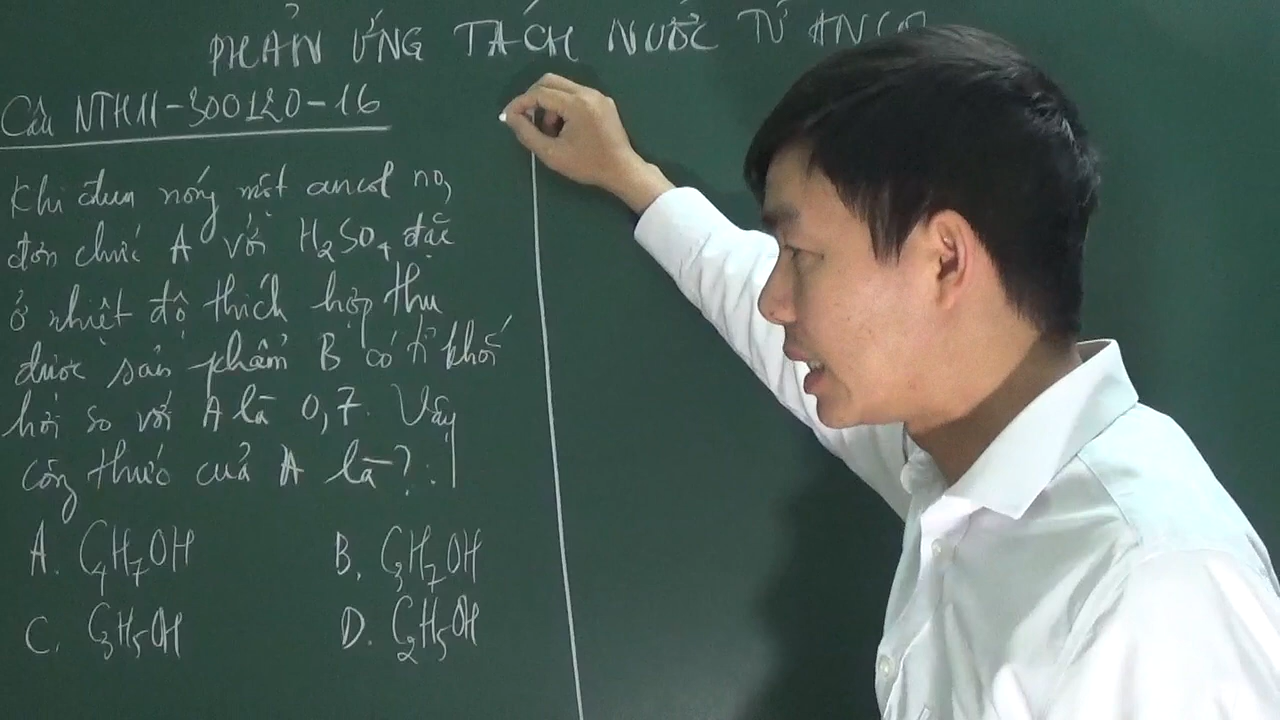 PHẢN ỨNG TÁCH NƯỚC TỪ ANCO
Câu NTH11-300120-16
Khi đun nóng một ancol no,
đơn chức A với H₂SO₄ đặc
ở nhiệt độ thích hợp thu
được sản phẩm B có tỉ khối
hơi so với A là 0,7. Vậy
công thức của A là?:
A. C₄H₇OH B. C₃H₇OH
C. C₃H₅OH D. C₂H₅OH